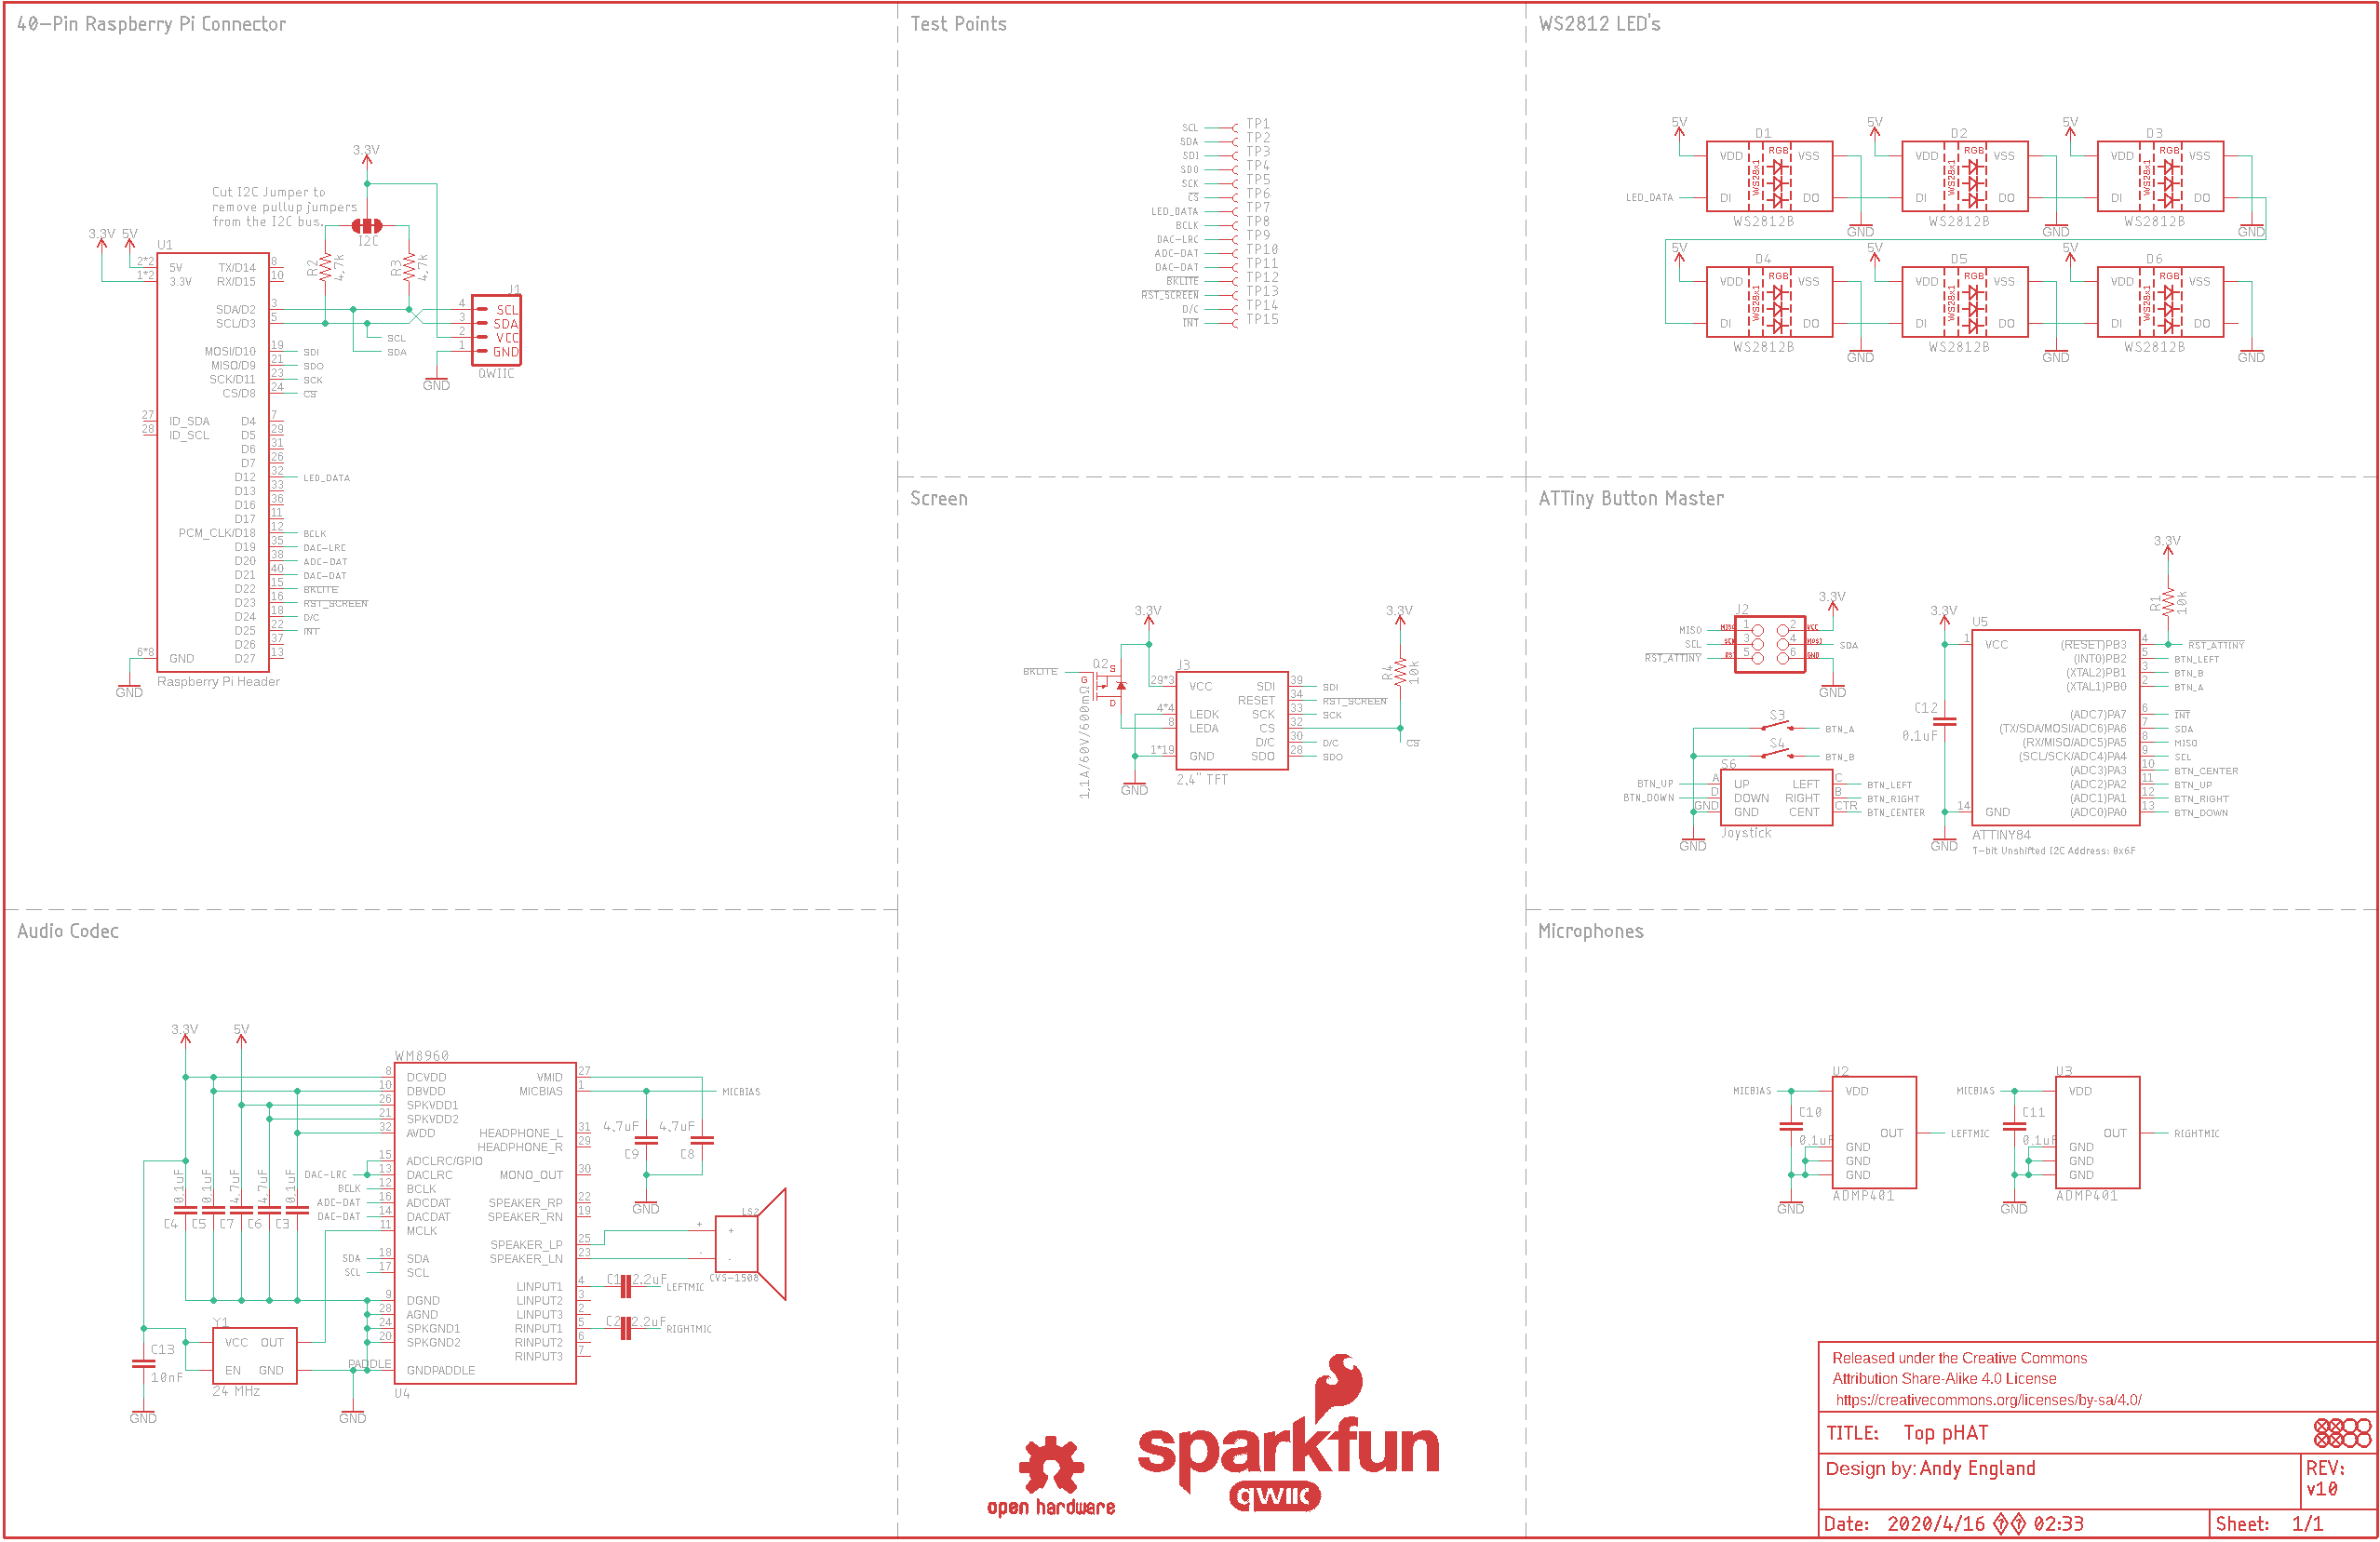 40-Pin Raspberry Pi Connector
3.3V
Cut I2C Jumper to
remove pullup jumpers
from the I2C bus.
I2C
3.3V 5V
U1
R2
4.7k
R3
4.7k
2*2 5V TX/D14 8
1*2 3.3V RX/D15 10
SDA/D2 3
SCL/D3 5
J1
4 SCL
3 SDA
2 VCC
1 GND
QWIIC
SCL
SDA
GND
MOSI/D10 19 SDI
MISO/D9 21 SDO
SCK/D11 23 SCK
CS/D8 24 CS
27 ID_SDA D4 7
28 ID_SCL D5 29
D6 31
D7 26
D12 32 LED_DATA
D13 33
D16 36
D17 11
PCM_CLK/D18 12 BCLK
D19 35 DAC-LRC
D20 38 ADC-DAT
D21 40 DAC-DAT
D22 15 BKLITE
D23 16 RST_SCREEN
D24 18 D/C
D25 22 INT
D26 37
6*8 GND D27 13
GND
Raspberry Pi Header
Test Points
SCL TP1
SDA TP2
SDI TP3
SDO TP4
SCK TP5
CS TP6
LED_DATA TP7
BCLK TP8
DAC-LRC TP9
ADC-DAT TP10
DAC-DAT TP11
BKLITE TP12
RST_SCREEN TP13
D/C TP14
INT TP15
WS2812 LED's
5V D1 5V D2 5V D3
VDD RGB VSS VDD RGB VSS VDD RGB VSS
WS28x1 WS28x1 WS28x1
LED_DATA DI DO DI DO DI DO
WS2812B WS2812B WS2812B
GND GND GND
5V D4 5V D5 5V D6
VDD RGB VSS VDD RGB VSS VDD RGB VSS
WS28x1 WS28x1 WS28x1
DI DO DI DO DI DO
WS2812B WS2812B WS2812B
GND GND GND
Screen
3.3V 3.3V
BKLITE
Q2
S
G
D
1.1A/60V/600mΩ
J3
R4
10k
29*3 VCC SDI 39 SDI
RESET 34 RST_SCREEN
4*4 LEDK SCK 33 SCK
8 LEDA CS 32
D/C 30 D/C CS
1*19 GND SDO 28 SDO
GND
2.4" TFT
ATTiny Button Master
J2 3.3V
MISO MISO 1 2 VCC
SCL SCK 3 4 MOSI SDA
RST_ATTINY RST 5 6 GND
GND
S3 BTN_A
S4 BTN_B
S6
BTN_UP A UP LEFT C BTN_LEFT
BTN_DOWN D DOWN RIGHT B BTN_RIGHT
GND GND CENT CTR BTN_CENTER
Joystick
GND
3.3V
3.3V
R1
10k
C12
0.1uF
U5
1 VCC (RESET)PB3 4 RST_ATTINY
(INT0)PB2 5 BTN_LEFT
(XTAL2)PB1 3 BTN_B
(XTAL1)PB0 2 BTN_A
(ADC7)PA7 6 INT
(TX/SDA/MOSI/ADC6)PA6 7 SDA
(RX/MISO/ADC5)PA5 8 MISO
(SCL/SCK/ADC4)PA4 9 SCL
(ADC3)PA3 10 BTN_CENTER
(ADC2)PA2 11 BTN_UP
(ADC1)PA1 12 BTN_RIGHT
14 GND (ADC0)PA0 13 BTN_DOWN
GND
ATTINY84
7-bit Unshifted I2C Address: 0x6F
Audio Codec
3.3V 5V
WM8960
8 DCVDD VMID 27
10 DBVDD MICBIAS 1 MICBIAS
26 SPKVDD1
21 SPKVDD2
32 AVDD HEADPHONE_L 31
HEADPHONE_R 29
15 ADCLRC/GPIO
DAC-LRC 13 DACLRC MONO_OUT 30
BCLK 12 BCLK
ADC-DAT 16 ADCDAT SPEAKER_RP 22
DAC-DAT 14 DACDAT SPEAKER_RN 19
11 MCLK
SPEAKER_LP 25
SDA 18 SDA SPEAKER_LN 23
SCL 17 SCL
LINPUT1 4 C1 2.2uF LEFTMIC
9 DGND LINPUT2 3
28 AGND LINPUT3 2
24 SPKGND1 RINPUT1 5 C2 2.2uF RIGHTMIC
20 SPKGND2 RINPUT2 6
RINPUT3 7
PADDLE GNDPADDLE
U4
4.7uF 4.7uF
C9 C8
GND
LS2
+ +
- -
CVS-1508
0.1uF 0.1uF 4.7uF 4.7uF 0.1uF
C4 C5 C7 C6 C3
Y1
VCC OUT
EN GND
24 MHz
C13
10nF
GND GND
Microphones
U2 U3
MICBIAS VDD MICBIAS VDD
C10 C11
0.1uF OUT LEFTMIC 0.1uF OUT RIGHTMIC
GND GND
GND GND
GND GND
ADMP401 ADMP401
GND GND
open hardware
sparkfun
qwiic
Released under the Creative Commons
Attribution Share-Alike 4.0 License
https://creativecommons.org/licenses/by-sa/4.0/
TITLE: Top pHAT
Design by: Andy England
REV:
v10
Date: 2020/4/16 02:33
Sheet: 1/1